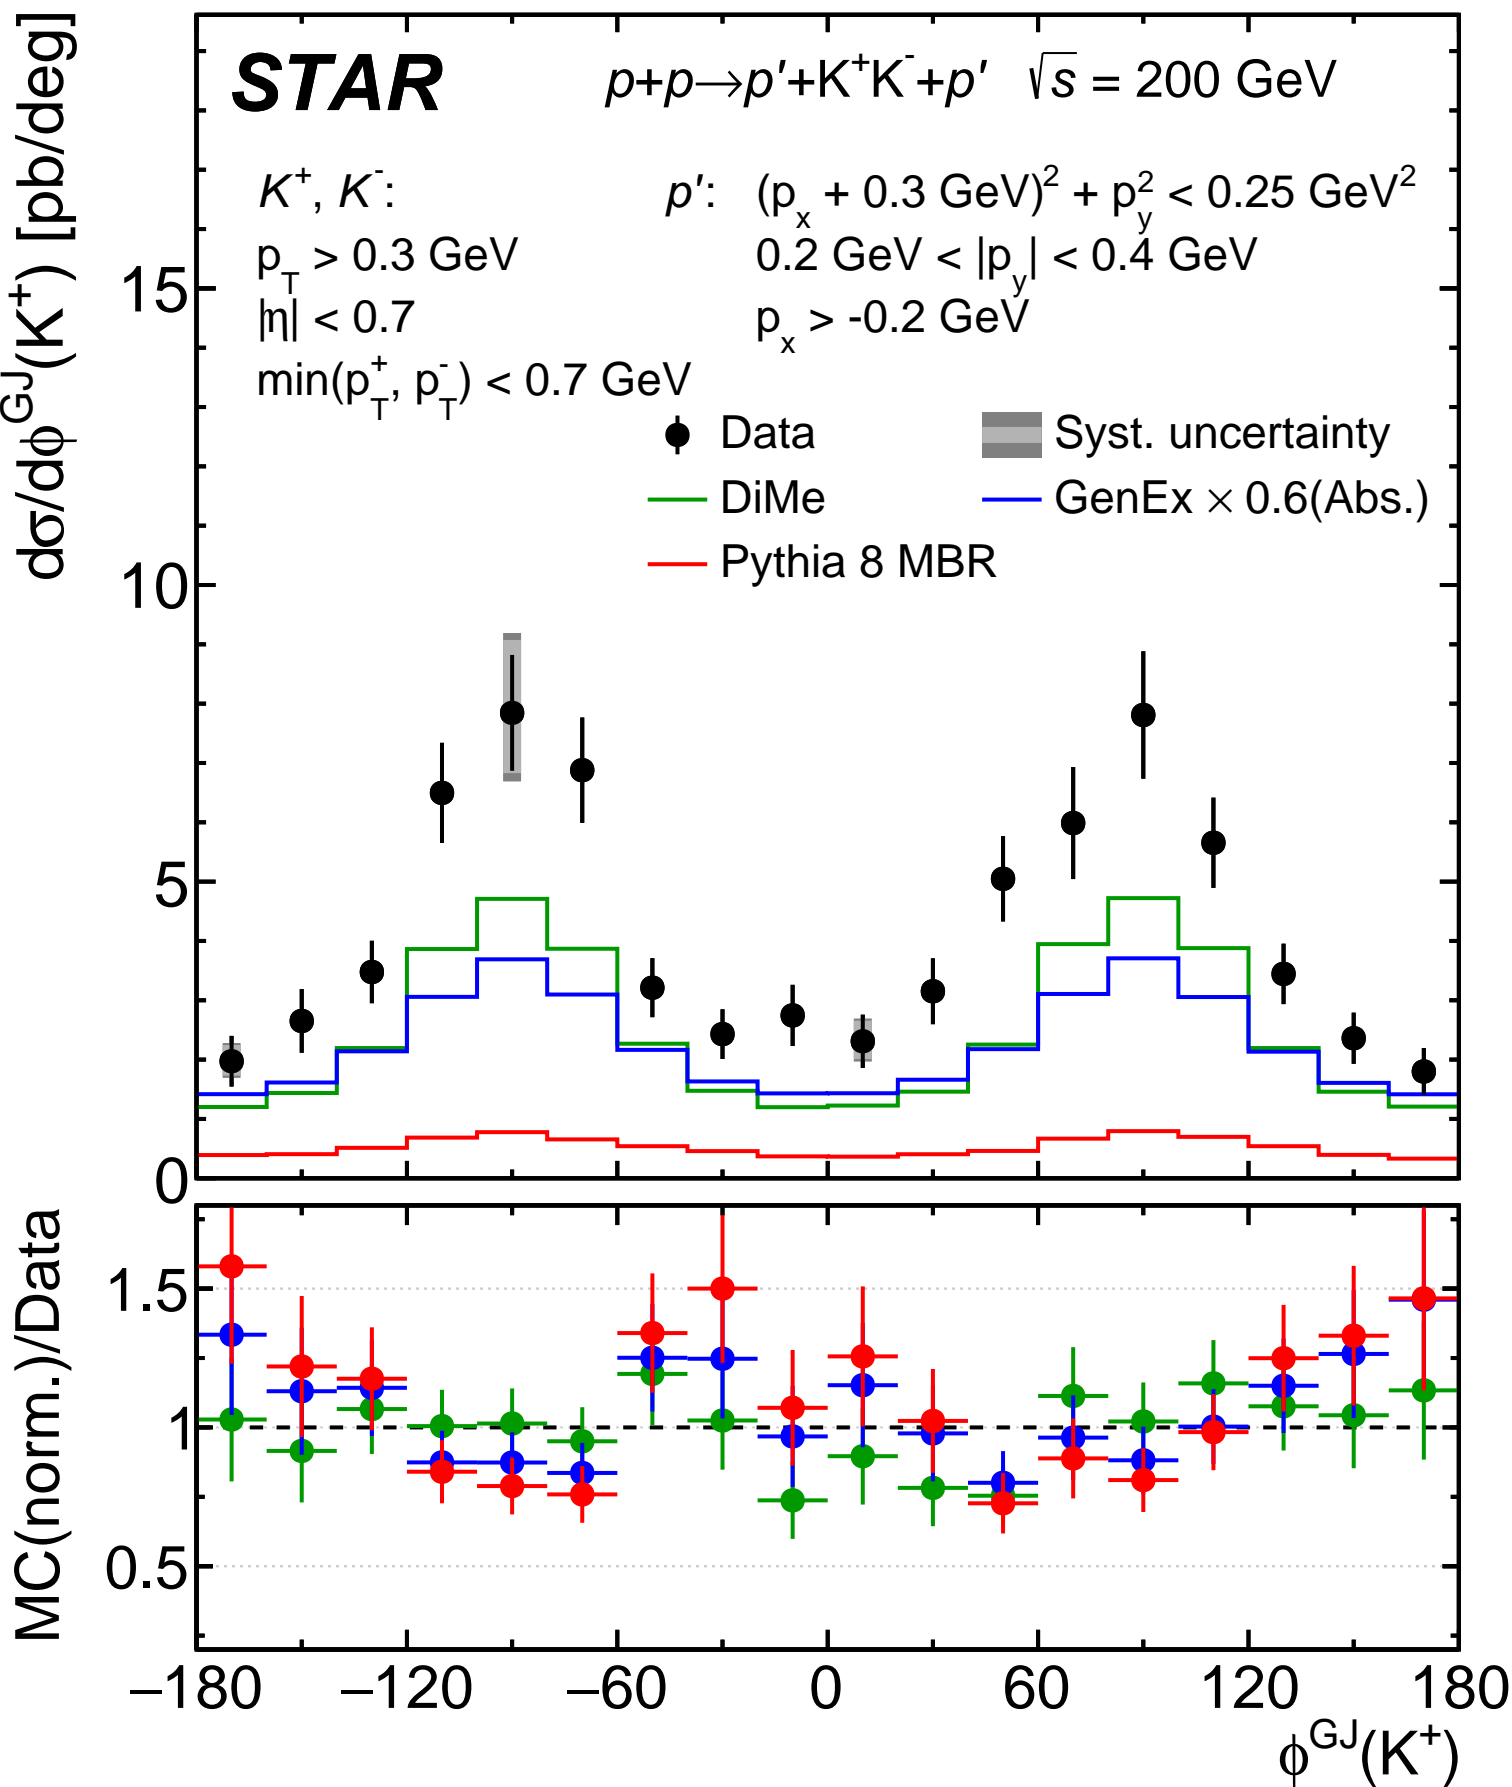 STAR p+p→p′+K⁺K⁻+p′ √s = 200 GeV
K⁺, K⁻: p′: (pₓ + 0.3 GeV)² + p_y² < 0.25 GeV²
p_T > 0.3 GeV 0.2 GeV < |p_y| < 0.4 GeV
|η| < 0.7 pₓ > -0.2 GeV
min(p_T⁺, p_T⁻) < 0.7 GeV
Data Syst. uncertainty
DiMe GenEx × 0.6(Abs.)
Pythia 8 MBR
dσ/dϕ^GJ(K⁺) [pb/deg]
15
10
5
0
MC(norm.)/Data
1.5
1
0.5
−180 −120 −60 0 60 120 180
ϕ^GJ(K⁺)